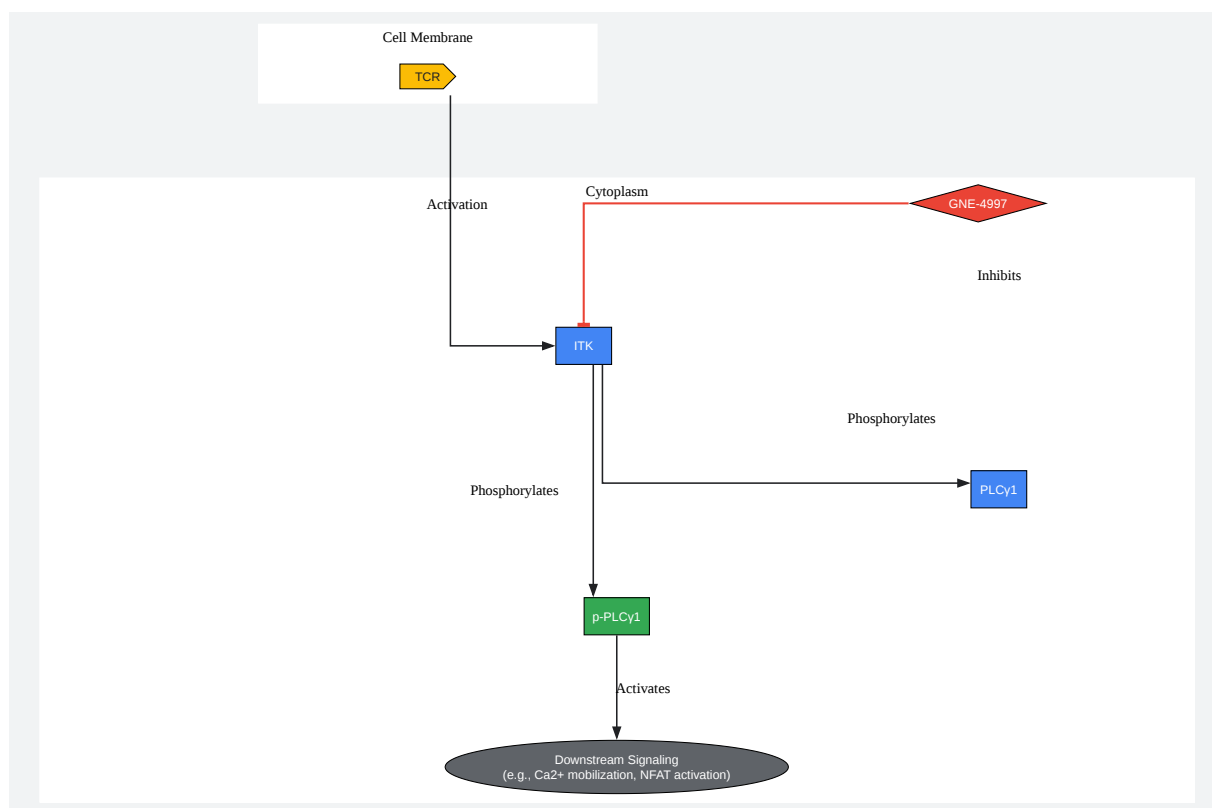 Cell Membrane
TCR
Activation
Cytoplasm
GNE-4997
Inhibits
ITK
Phosphorylates
Phosphorylates
PLCγ1
p-PLCγ1
Activates
Downstream Signaling
(e.g., Ca2+ mobilization, NFAT activation)